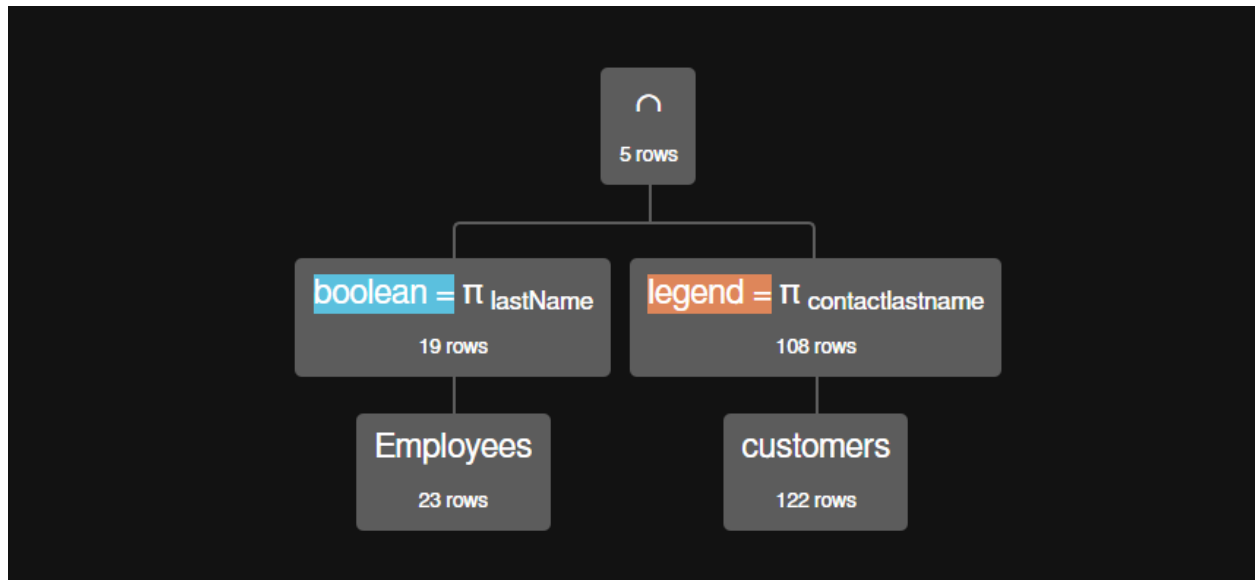 ∩
5 rows
boolean = π lastName
19 rows
legend = π contactlastname
108 rows
Employees
23 rows
customers
122 rows